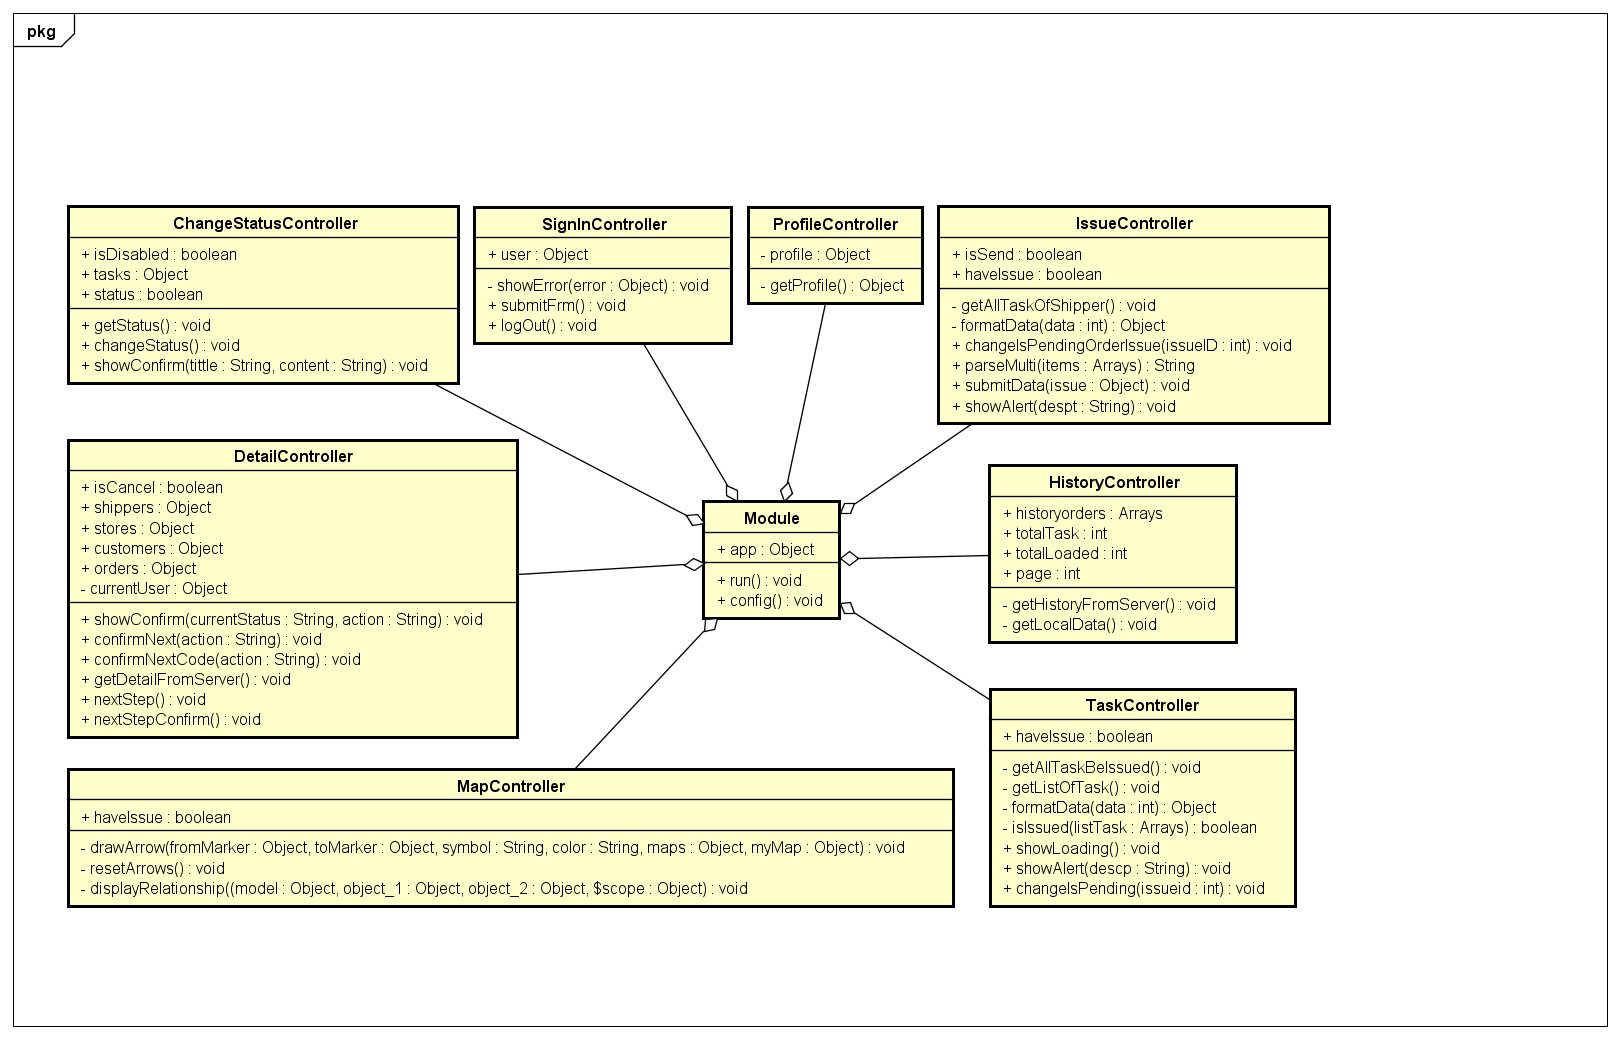 pkg
ChangeStatusController
+ isDisabled : boolean
+ tasks : Object
+ status : boolean
+ getStatus() : void
+ changeStatus() : void
+ showConfirm(tittle : String, content : String) : void
SignInController
+ user : Object
- showError(error : Object) : void
+ submitFrm() : void
+ logOut() : void
ProfileController
- profile : Object
- getProfile() : Object
IssueController
+ isSend : boolean
+ haveIssue : boolean
- getAllTaskOfShipper() : void
- formatData(data : int) : Object
+ changeIsPendingOrderIssue(issueID : int) : void
+ parseMulti(items : Arrays) : String
+ submitData(issue : Object) : void
+ showAlert(despt : String) : void
DetailController
+ isCancel : boolean
+ shippers : Object
+ stores : Object
+ customers : Object
+ orders : Object
- currentUser : Object
+ showConfirm(currentStatus : String, action : String) : void
+ confirmNext(action : String) : void
+ confirmNextCode(action : String) : void
+ getDetailFromServer() : void
+ nextStep() : void
+ nextStepConfirm() : void
Module
+ app : Object
+ run() : void
+ config() : void
HistoryController
+ historyorders : Arrays
+ totalTask : int
+ totalLoaded : int
+ page : int
- getHistoryFromServer() : void
- getLocalData() : void
TaskController
+ haveIssue : boolean
- getAllTaskBeIssued() : void
- getListOfTask() : void
- formatData(data : int) : Object
- isIssued(listTask : Arrays) : boolean
+ showLoading() : void
+ showAlert(descp : String) : void
+ changeIsPending(issueid : int) : void
MapController
+ haveIssue : boolean
- drawArrow(fromMarker : Object, toMarker : Object, symbol : String, color : String, maps : Object, myMap : Object) : void
- resetArrows() : void
- displayRelationship((model : Object, object_1 : Object, object_2 : Object, $scope : Object) : void